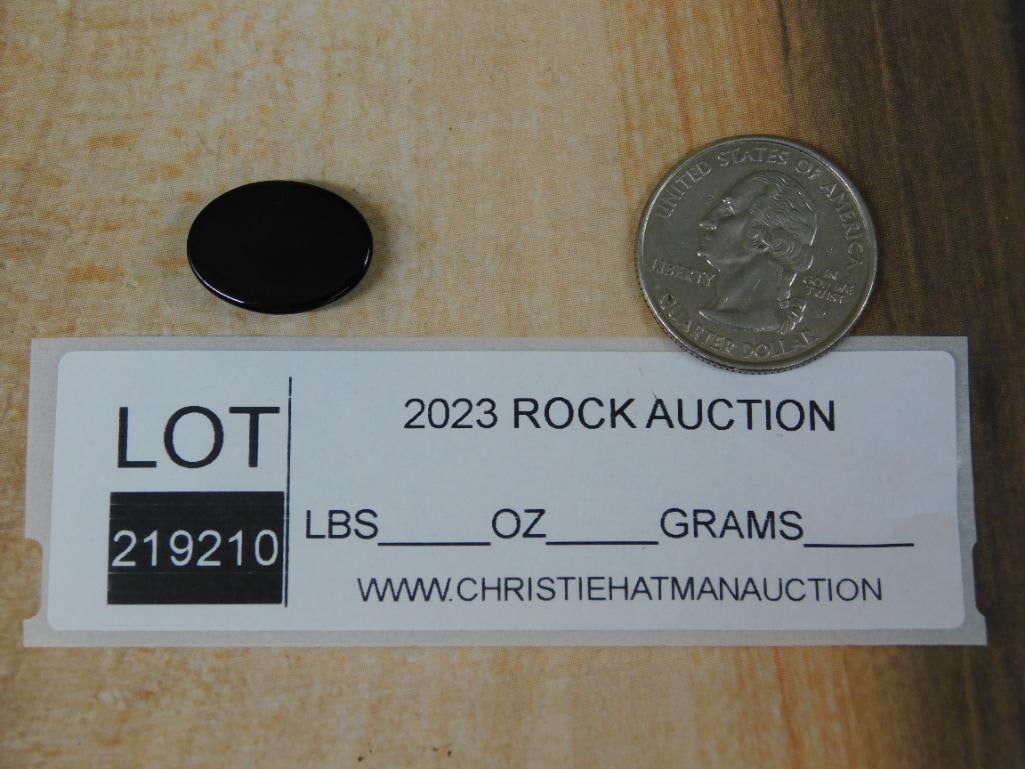 UNITED STATES OF AMERICA
LIBERTY
IN
GOD WE
TRUST
QUARTER DOLLAR
LOT
219210
2023 ROCK AUCTION
LBS_____OZ_____GRAMS_____
WWW.CHRISTIEHATMANAUCTION